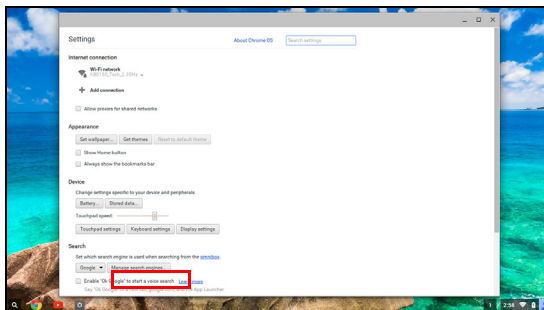 Settings
About Chrome OS
Search settings
Internet connection
Wi-Fi network
Add connection
Allow proxies for shared networks
Appearance
Set wallpaper... Get themes Reset to default theme
Show Home button
Always show the bookmarks bar
Device
Change settings specific to your device and peripherals.
Battery... Stored data...
Touchpad speed:
Touchpad settings Keyboard settings Display settings
Search
Set which search engine is used when searching from the omnibox.
Google Manage search engines...
Enable "Ok Google" to start a voice search
App Launcher
1 2:58